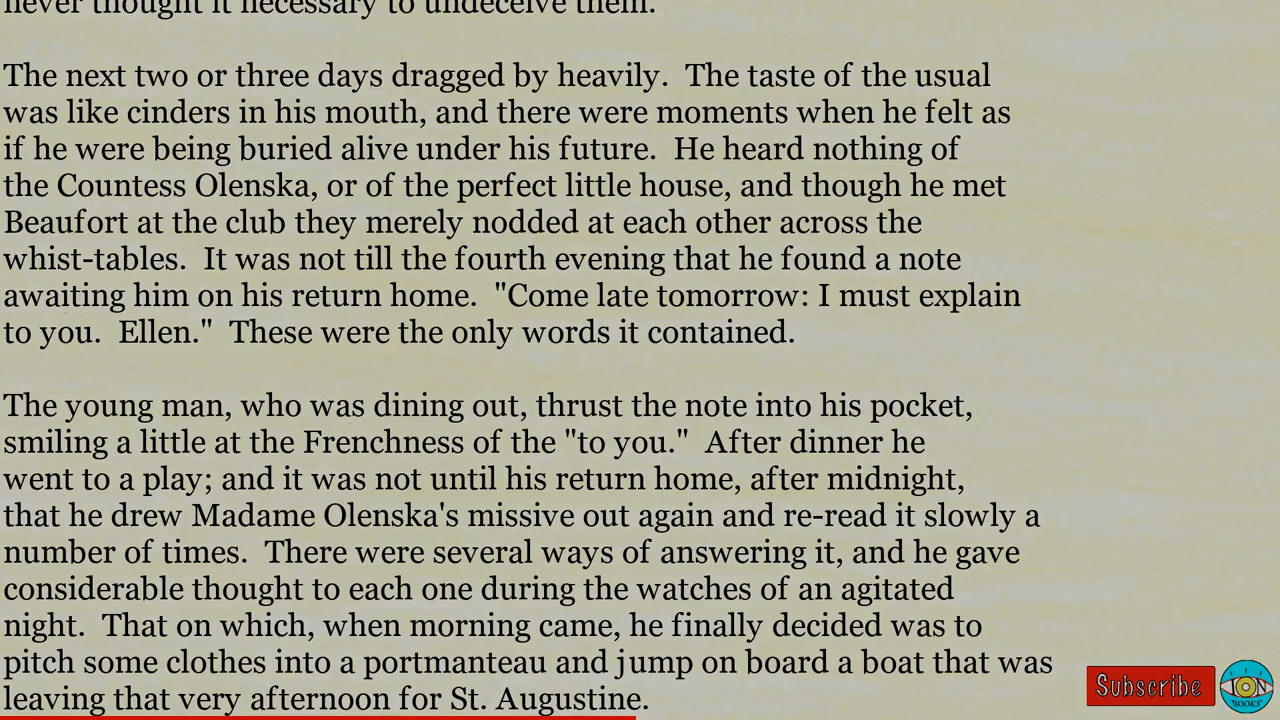 never thought it necessary to undeceive them.
The next two or three days dragged by heavily.  The taste of the usual
was like cinders in his mouth, and there were moments when he felt as
if he were being buried alive under his future.  He heard nothing of
the Countess Olenska, or of the perfect little house, and though he met
Beaufort at the club they merely nodded at each other across the
whist-tables.  It was not till the fourth evening that he found a note
awaiting him on his return home.  "Come late tomorrow: I must explain
to you.  Ellen."  These were the only words it contained.
The young man, who was dining out, thrust the note into his pocket,
smiling a little at the Frenchness of the "to you."  After dinner he
went to a play; and it was not until his return home, after midnight,
that he drew Madame Olenska's missive out again and re-read it slowly a
number of times.  There were several ways of answering it, and he gave
considerable thought to each one during the watches of an agitated
night.  That on which, when morning came, he finally decided was to
pitch some clothes into a portmanteau and jump on board a boat that was
leaving that very afternoon for St. Augustine.
Subscribe
ION
BOOKS